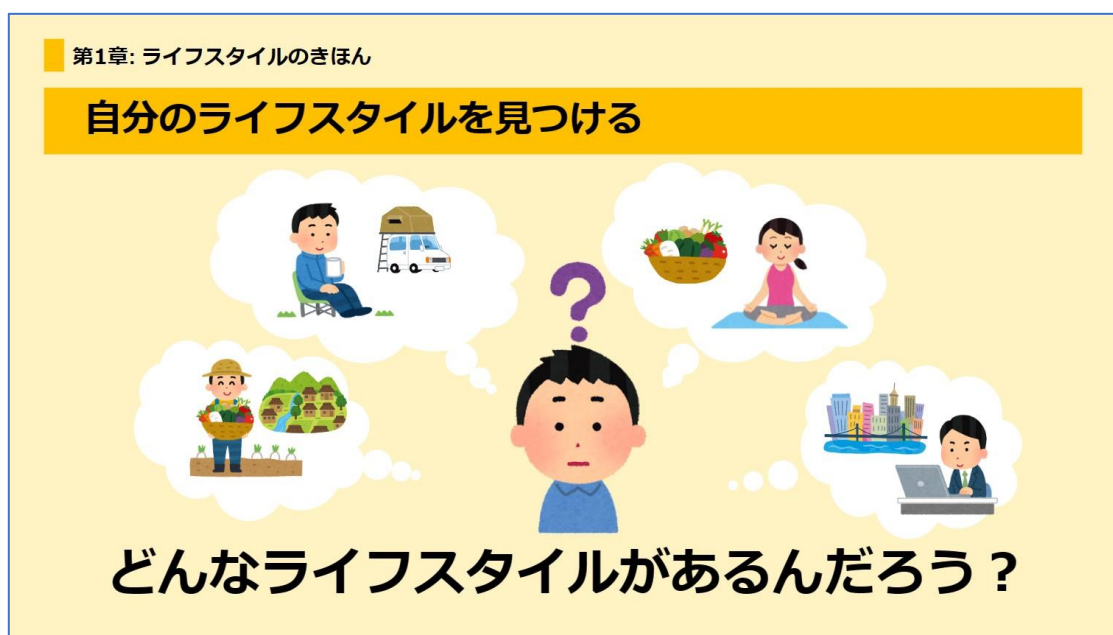 第1章: ライフスタイルのきほん
自分のライフスタイルを見つける
?
どんなライフスタイルがあるんだろう？